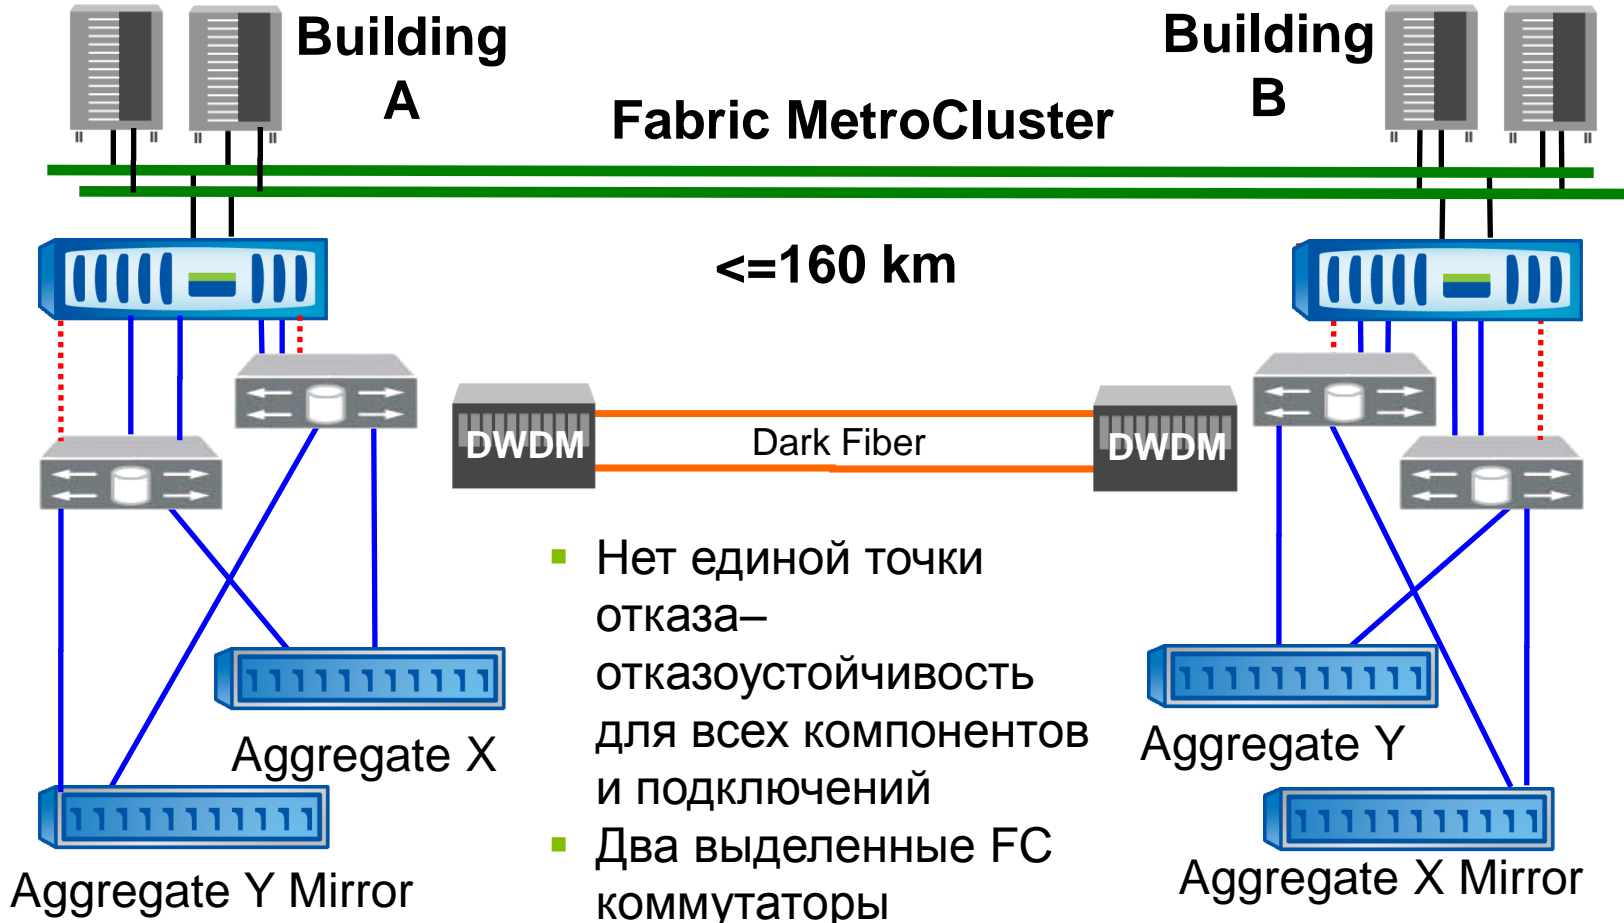 Building
A
Building
B
Fabric MetroCluster
<=160 km
DWDM
Dark Fiber
DWDM
▪ Нет единой точки
отказа–
отказоустойчивость
для всех компонентов
и подключений
▪ Два выделенные FC
коммутаторы
Aggregate X
Aggregate Y Mirror
Aggregate Y
Aggregate X Mirror